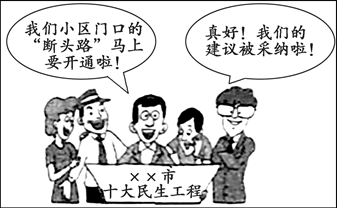 我们小区门口的
“断头路”马上
要开通啦！
真好！我们的
建议被采纳啦！
××市
十大民生工程